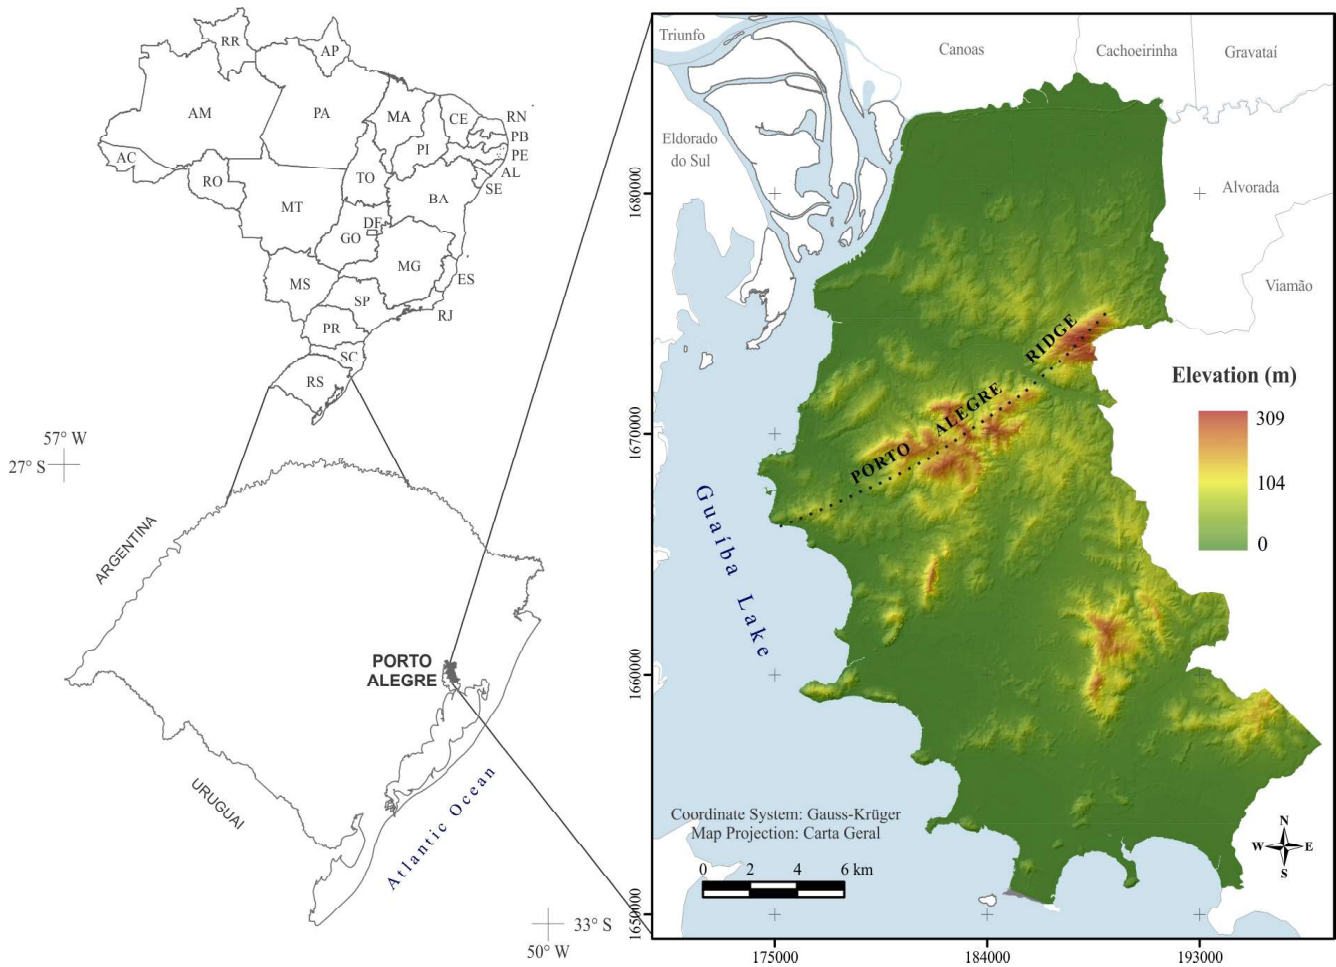 RR
AP
AM
PA
MA
CE
RN
PB
PI
PE
AC
AL
TO
RO
SE
BA
MT
DF
GO
MG
ES
MS
SP
RJ
PR
SC
RS
57° W
27° S
ARGENTINA
PORTO
ALEGRE
URUGUAI
Atlantic Ocean
33° S
50° W
Triunfo
Canoas
Cachoeirinha
Gravataí
Eldorado
do Sul
Alvorada
Viamão
PORTO ALEGRE RIDGE
Guaíba Lake
Elevation (m)
309
104
0
Coordinate System: Gauss-Krüger
Map Projection: Carta Geral
0 2 4 6 km
N
W E
S
1680000
1670000
1660000
1650000
175000 184000 193000